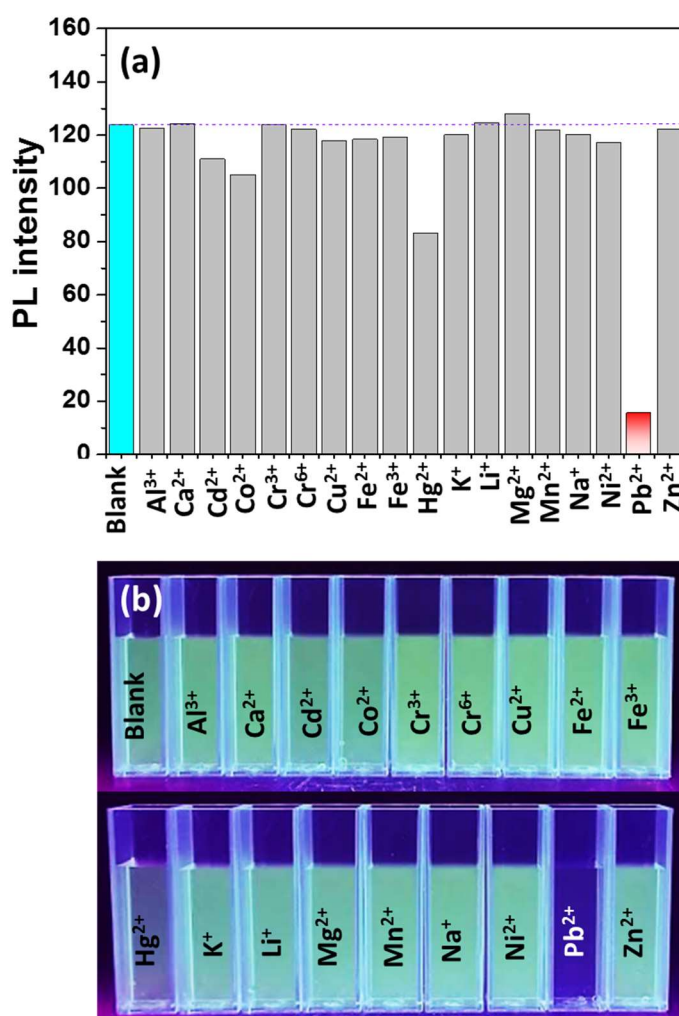 160
(a)
140
120
100
80
60
40
20
0
PL intensity
Blank
Al³⁺
Ca²⁺
Cd²⁺
Co²⁺
Cr³⁺
Cr⁶⁺
Cu²⁺
Fe²⁺
Fe³⁺
Hg²⁺
K⁺
Li⁺
Mg²⁺
Mn²⁺
Na⁺
Ni²⁺
Pb²⁺
Zn²⁺
(b)
Blank
Al³⁺
Ca²⁺
Cd²⁺
Co²⁺
Cr³⁺
Cr⁶⁺
Cu²⁺
Fe²⁺
Fe³⁺
Hg²⁺
K⁺
Li⁺
Mg²⁺
Mn²⁺
Na⁺
Ni²⁺
Pb²⁺
Zn²⁺